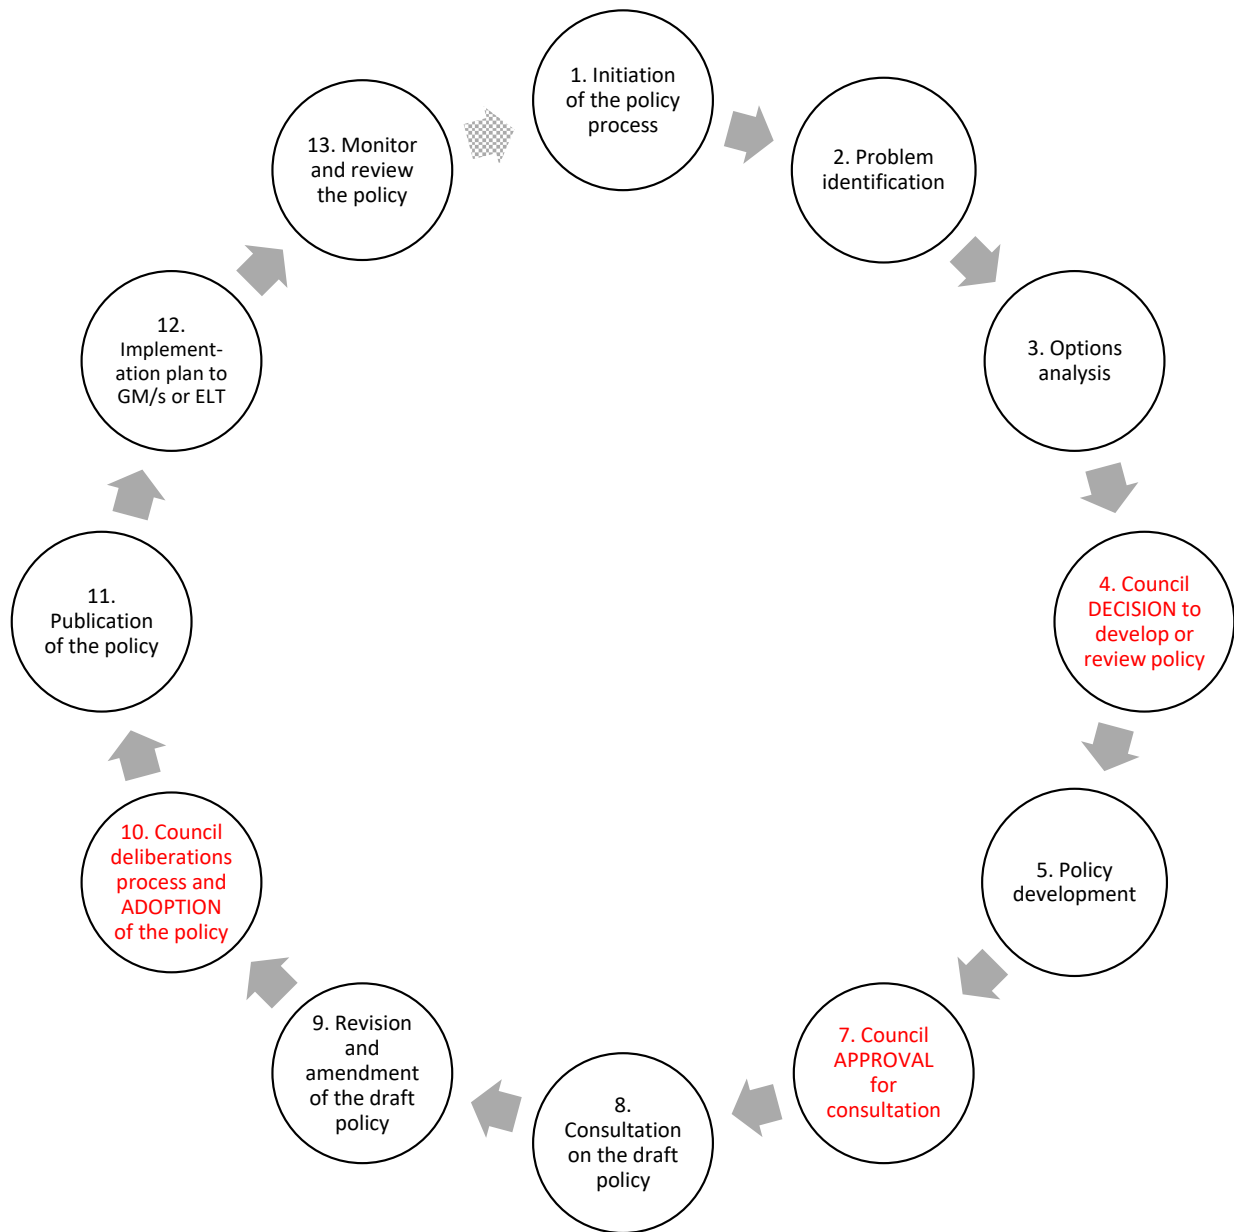 1. Initiation
of the policy
process
2. Problem
identification
3. Options
analysis
4. Council
DECISION to
develop or
review policy
5. Policy
development
7. Council
APPROVAL
for
consultation
8.
Consultation
on the draft
policy
9. Revision
and
amendment
of the draft
policy
10. Council
deliberations
process and
ADOPTION
of the policy
11.
Publication
of the policy
12.
Implement-
ation plan to
GM/s or ELT
13. Monitor
and review
the policy